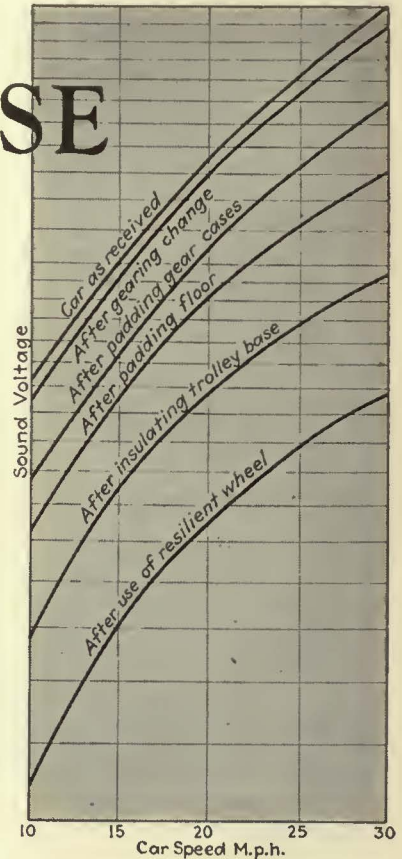 SE
Sound Voltage
Car as received
After gearing change
After padding gear cases
After padding floor
After insulating trolley base
After use of resilient wheel
10 15 20 25 30
Car Speed M.p.h.